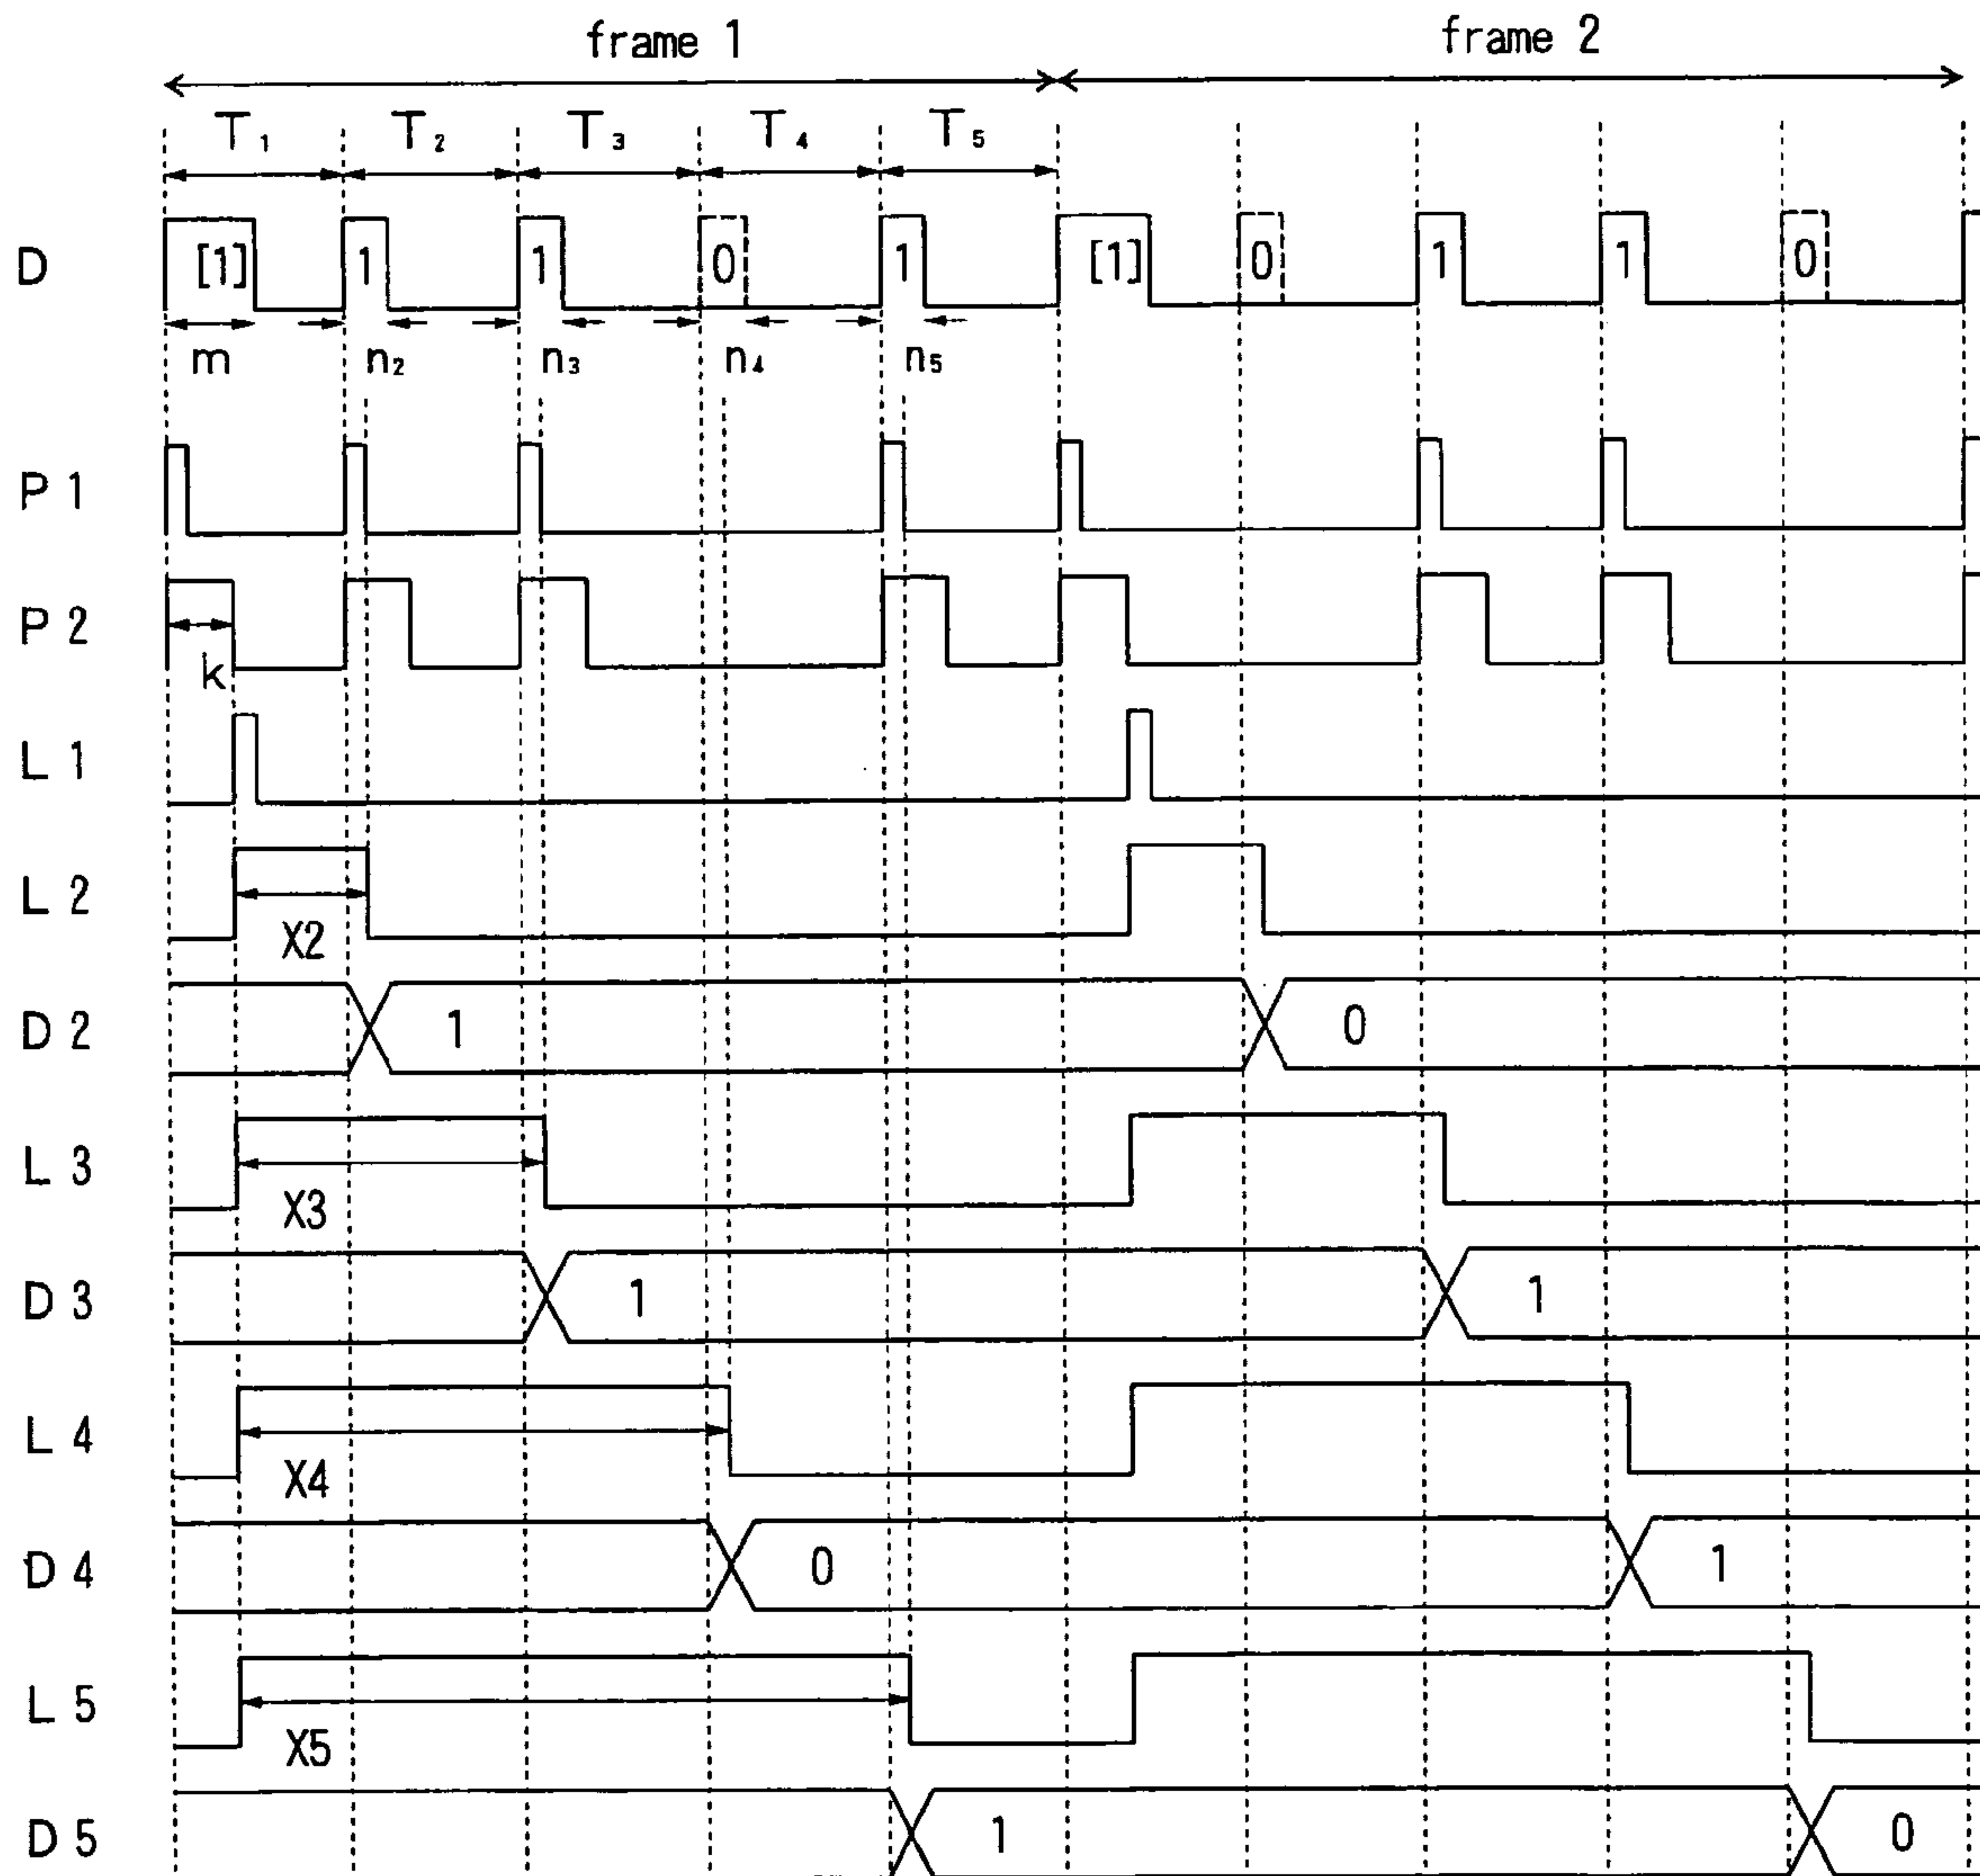 frame 1 frame 2
T1 T2 T3 T4 T5
D [1] 1 1 0 1 [1] 0 1 1 0
m n2 n3 n4 n5
P 1
P 2
k
L 1
L 2
X2
D 2 1 0
L 3
X3
D 3 1 1
L 4
X4
D 4 0 1
L 5
X5
D 5 1 0